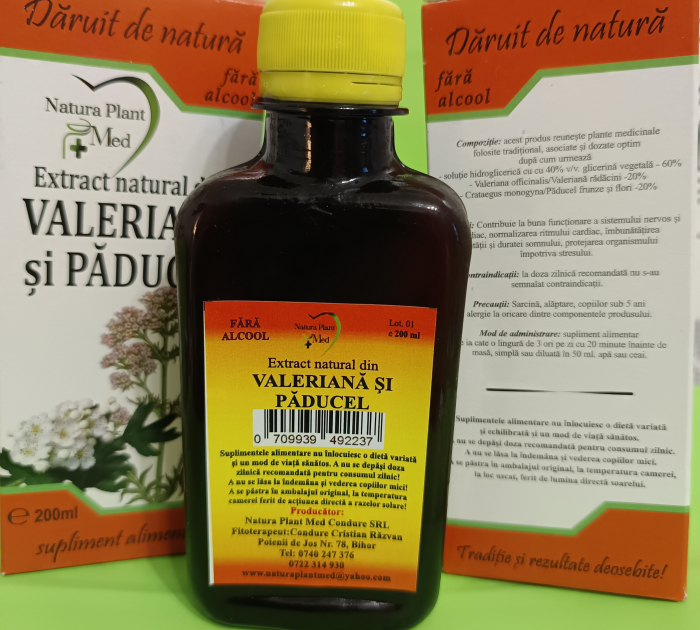 Dăruit de natură
fără
alcool
Natura Plant
Med
Extract natural
VALERIA
și PĂDUC
℮ 200ml
supliment alimen
FĂRĂ
ALCOOL
Natura Plant
Med
Lot. 01
e 200 ml
Extract natural din
VALERIANĂ ȘI
PĂDUCEL
0 709939 492237
Suplimentele alimentare nu înlocuiesc o dietă variată
și un mod de viață sănătos. A nu se depăși doza
zilnică recomandată pentru consumul zilnic!
A nu se lăsa la îndemâna și vederea copiilor mici!
A se păstra în ambalajul original, la temperatura
camerei ferit de acțiunea directă a razelor solare!
Producător:
Natura Plant Med Condure SRL
Fitoterapeut:Condure Cristian Răzvan
Poienii de Jos Nr. 78, Bihor
Tel: 0740 247 376
0722 314 930
www.naturaplantmed@yahoo.com
Dăruit de natură
fără
alcool
Compoziție: acest produs reunește plante medicinale
folosite tradițional, asociate și dozate optim
după cum urmează
- soluție hidroglicerică cu cu 40% v/v. glicerină vegetală - 60%
- Valeriana officinalis/Valeriană rădăcini -20%
- Crataegus monogyna/Păducel frunze și flori -20%
Contribuie la buna funcționare a sistemului nervos și
diac, normalizarea ritmului cardiac, îmbunătățirea
tății și duratei somnului, protejarea organismului
împotriva stresului.
ntraindicații: la doza zilnică recomandată nu s-au
semnalat contraindicații.
Precauții: Sarcină, alăptare, copiilor sub 5 ani
alergie la oricare dintre componentele produsului.
Mod de administrare: supliment alimentar
ia cate o lingură de 3 ori pe zi cu 20 minute înainte de
masă, simplă sau diluată în 50 ml. apă sau ceai.
Suplimentele alimentare nu înlocuiesc o dietă variată
și echilibrată și un mod de viață sănătos.
A nu se depăși doza recomandată pentru consumul zilnic.
A nu se lăsa la îndemâna și vederea copiilor mici,
se păstra în ambalajul original, la temperatura camerei,
la loc uscat, ferit de lumina directă soarelui.
Tradiție și rezultate deosebite!